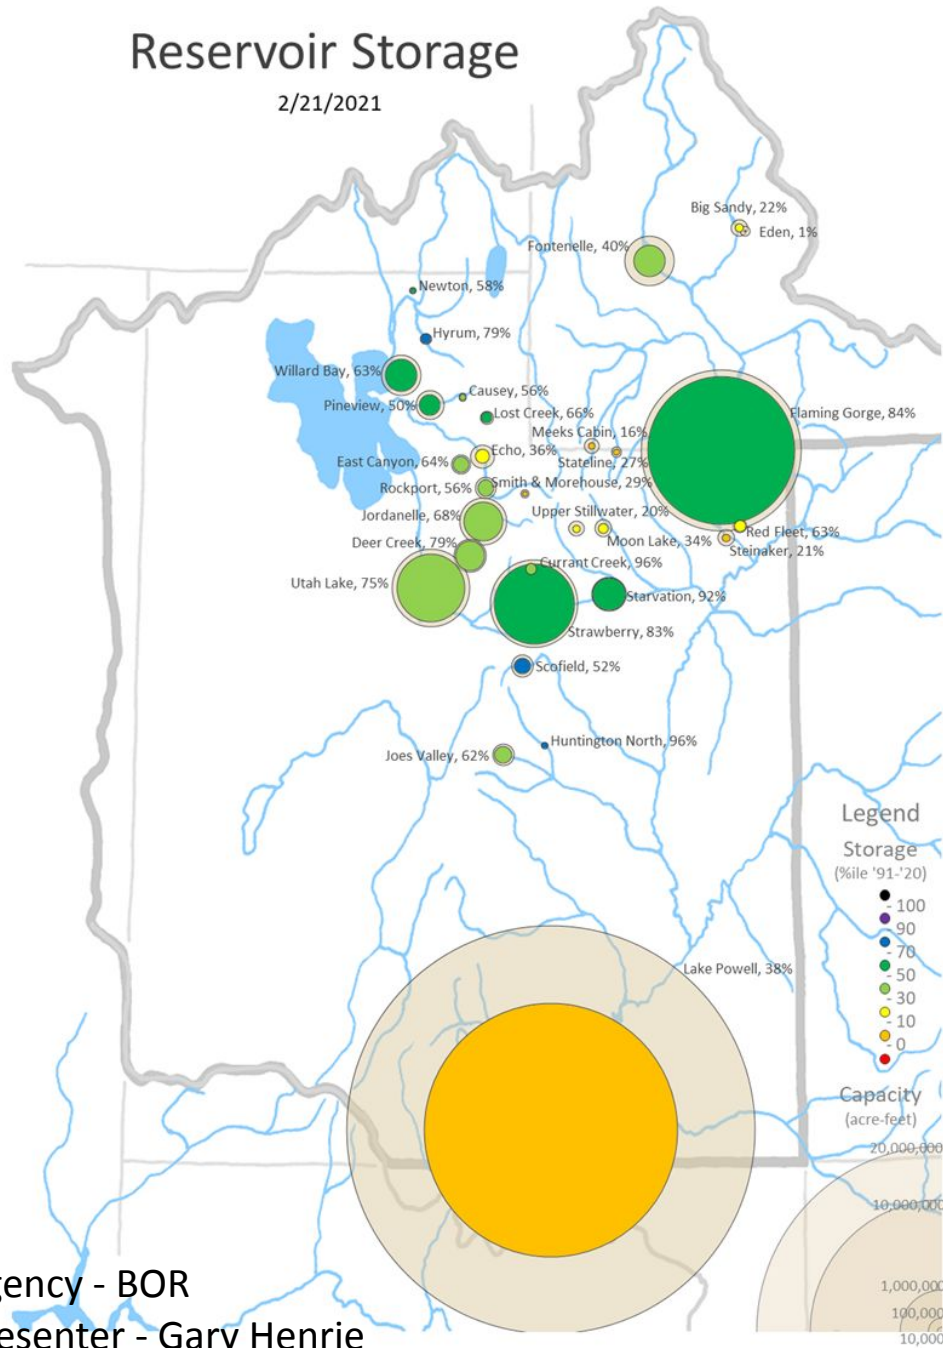 Reservoir Storage
2/21/2021
Big Sandy, 22%
Eden, 1%
Fontenelle, 40%
Newton, 58%
Hyrum, 79%
Willard Bay, 63%
Causey, 56%
Pineview, 50%
Lost Creek, 66%
Flaming Gorge, 84%
Meeks Cabin, 16%
Echo, 36%
East Canyon, 64%
Stateline, 27%
Smith & Morehouse, 29%
Rockport, 56%
Upper Stillwater, 20%
Jordanelle, 68%
Red Fleet, 63%
Moon Lake, 34%
Deer Creek, 79%
Steinaker, 21%
Currant Creek, 96%
Utah Lake, 75%
Starvation, 92%
Strawberry, 83%
Scofield, 52%
Huntington North, 96%
Joes Valley, 62%
Lake Powell, 38%
Legend
Storage
(%ile '91-'20)
- 100
- 90
- 70
- 50
- 30
- 10
- 0
Capacity
(acre-feet)
20,000,000
10,000,000
1,000,000
100,000
10,000
gency - BOR
esenter - Gary Henrie